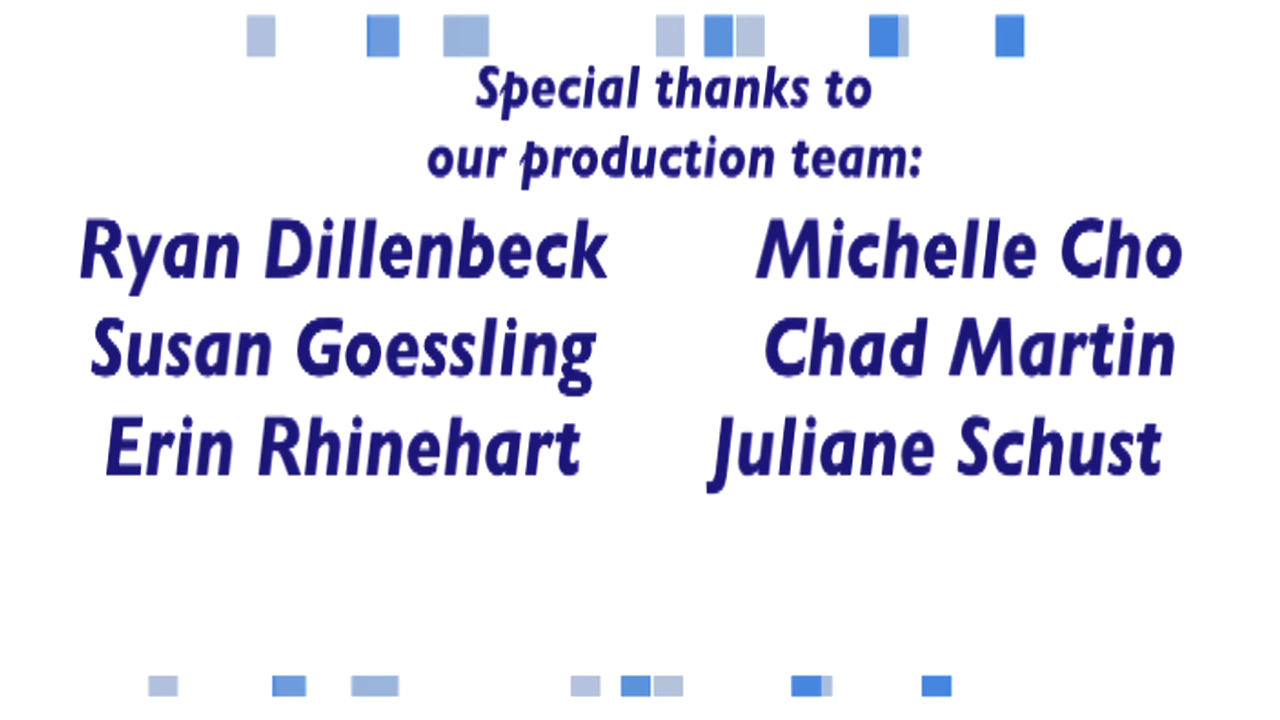 Special thanks to
our production team:
Ryan Dillenbeck Michelle Cho
Susan Goessling Chad Martin
Erin Rhinehart Juliane Schust